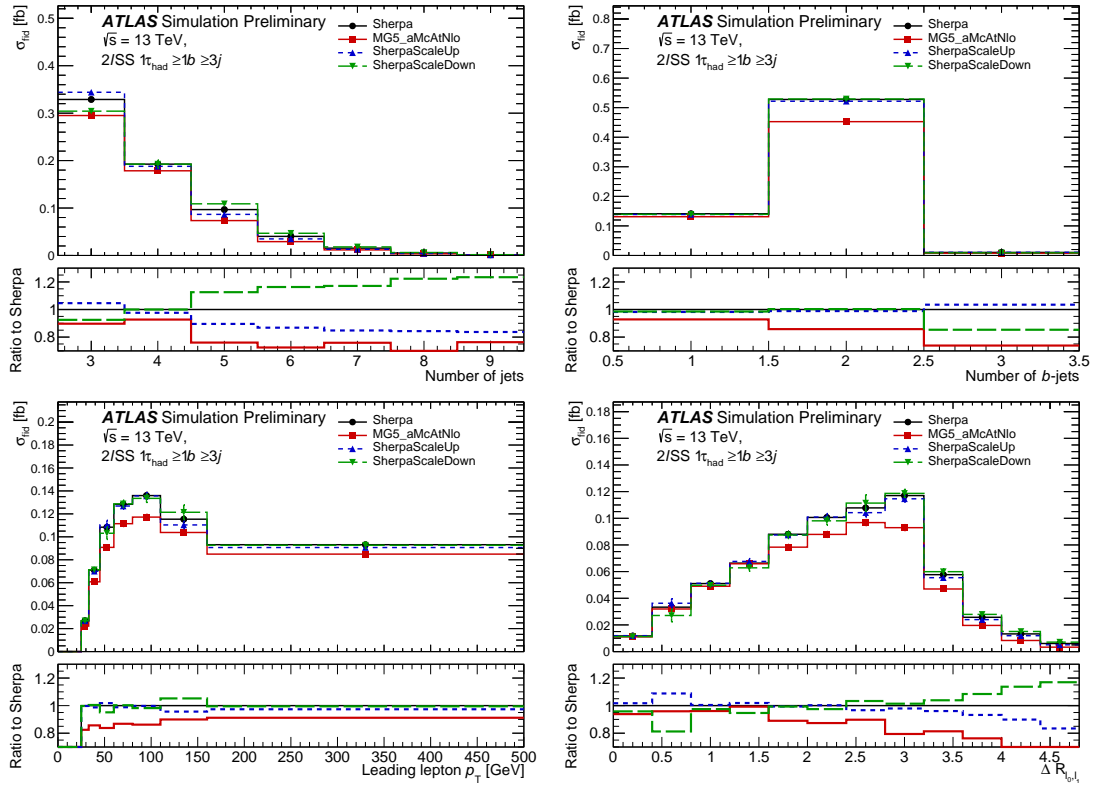 ATLAS Simulation Preliminary
√s = 13 TeV,
2lSS 1τhad ≥1b ≥3j
Sherpa
MG5_aMcAtNlo
SherpaScaleUp
SherpaScaleDown
σfid [fb]
0.5
0.4
0.3
0.2
0.1
0
Ratio to Sherpa
1.2
1
0.8
3 4 5 6 7 8 9
Number of jets
ATLAS Simulation Preliminary
√s = 13 TeV,
2lSS 1τhad ≥1b ≥3j
Sherpa
MG5_aMcAtNlo
SherpaScaleUp
SherpaScaleDown
σfid [fb]
0.8
0.7
0.6
0.5
0.4
0.3
0.2
0.1
0
Ratio to Sherpa
1.2
1
0.8
0.5 1 1.5 2 2.5 3 3.5
Number of b-jets
ATLAS Simulation Preliminary
√s = 13 TeV,
2lSS 1τhad ≥1b ≥3j
Sherpa
MG5_aMcAtNlo
SherpaScaleUp
SherpaScaleDown
σfid [fb]
0.2
0.18
0.16
0.14
0.12
0.1
0.08
0.06
0.04
0.02
0
Ratio to Sherpa
1.2
1
0.8
0 50 100 150 200 250 300 350 400 450 500
Leading lepton pT [GeV]
ATLAS Simulation Preliminary
√s = 13 TeV,
2lSS 1τhad ≥1b ≥3j
Sherpa
MG5_aMcAtNlo
SherpaScaleUp
SherpaScaleDown
σfid [fb]
0.18
0.16
0.14
0.12
0.1
0.08
0.06
0.04
0.02
0
Ratio to Sherpa
1.2
1
0.8
0 0.5 1 1.5 2 2.5 3 3.5 4 4.5
Δ Rl0,l1